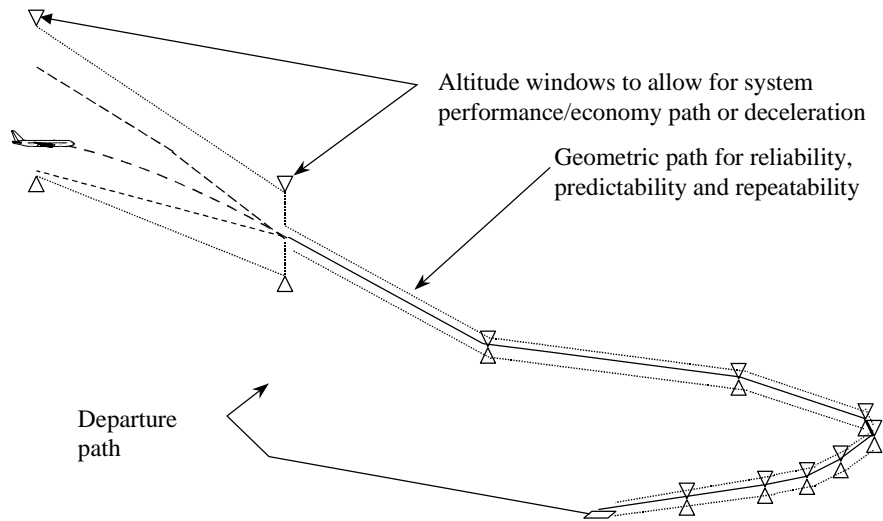 Altitude windows to allow for system
performance/economy path or deceleration
Geometric path for reliability,
predictability and repeatability
Departure
path